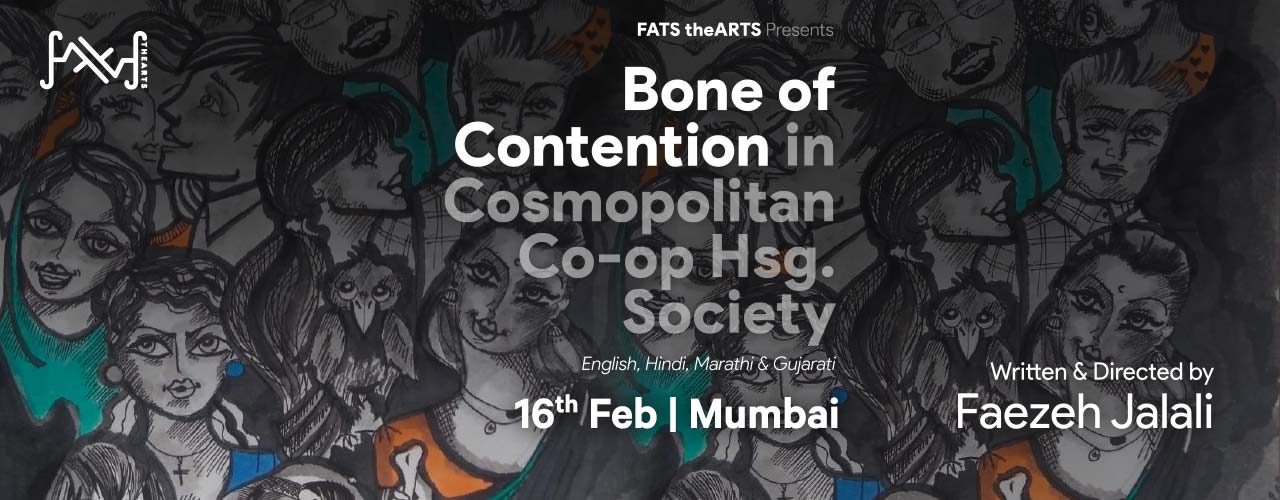 THEARTS
FATS theARTS Presents
Bone of
Contention in
Cosmopolitan
Co-op Hsg.
Society
English, Hindi, Marathi & Gujarati
16th Feb | Mumbai
Written & Directed by
Faezeh Jalali